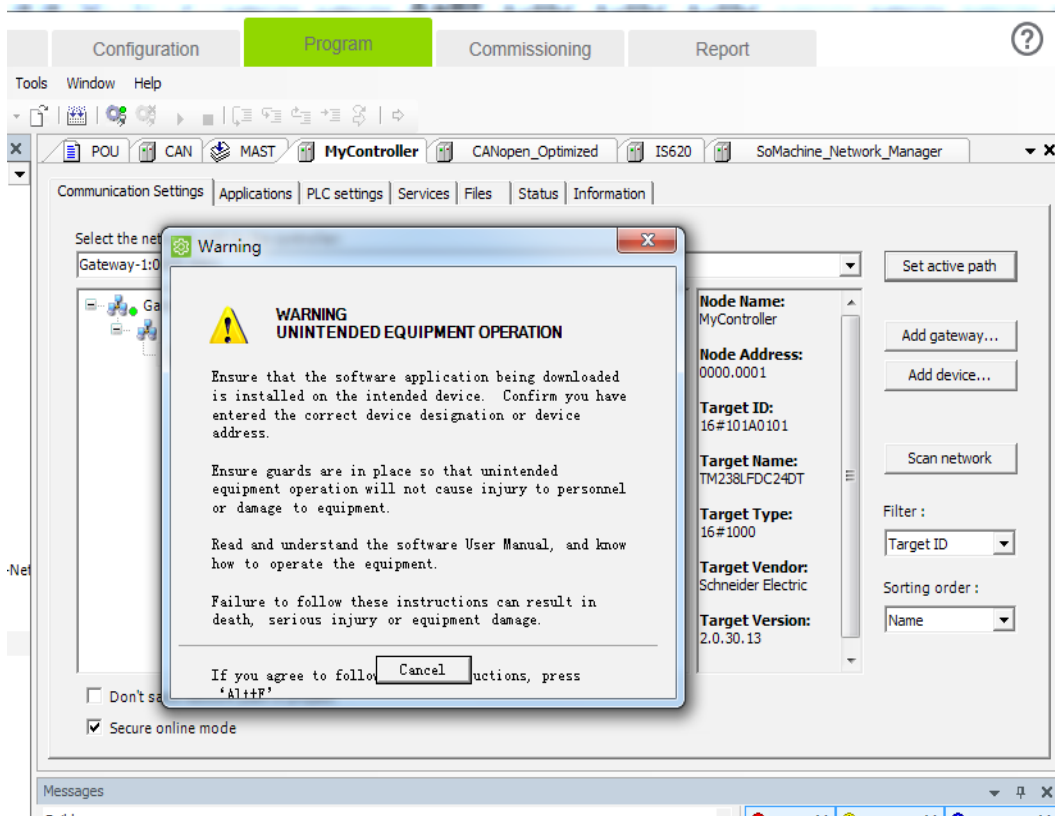 Configuration
Program
Commissioning
Report
Tools Window Help
POU
CAN
MAST
MyController
CANopen_Optimized
IS620
SoMachine_Network_Manager
Communication Settings
Applications
PLC settings
Services
Files
Status
Information
Select the net
Gateway-1:0
Set active path
Warning
WARNING
UNINTENDED EQUIPMENT OPERATION
Ensure that the software application being downloaded
is installed on the intended device. Confirm you have
entered the correct device designation or device
address.
Ensure guards are in place so that unintended
equipment operation will not cause injury to personnel
or damage to equipment.
Read and understand the software User Manual, and know
how to operate the equipment.
Failure to follow these instructions can result in
death, serious injury or equipment damage.
If you agree to follow uctions, press
'Alt+F'
Cancel
Ga
Node Name:
MyController
Node Address:
0000.0001
Target ID:
16#101A0101
Target Name:
TM238LFDC24DT
Target Type:
16#1000
Target Vendor:
Schneider Electric
Target Version:
2.0.30.13
Add gateway...
Add device...
Scan network
Filter :
Target ID
Sorting order :
Name
-Net
Don't sa
Secure online mode
Messages